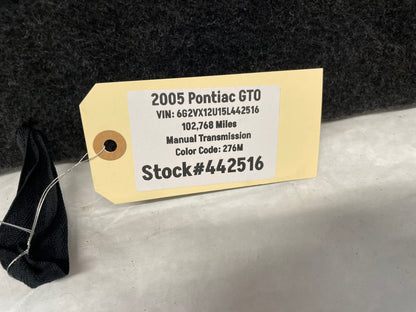 2005 Pontiac GTO
VIN: 6G2VX12U15L442516
102,768 Miles
Manual Transmission
Color Code: 276M
Stock#442516